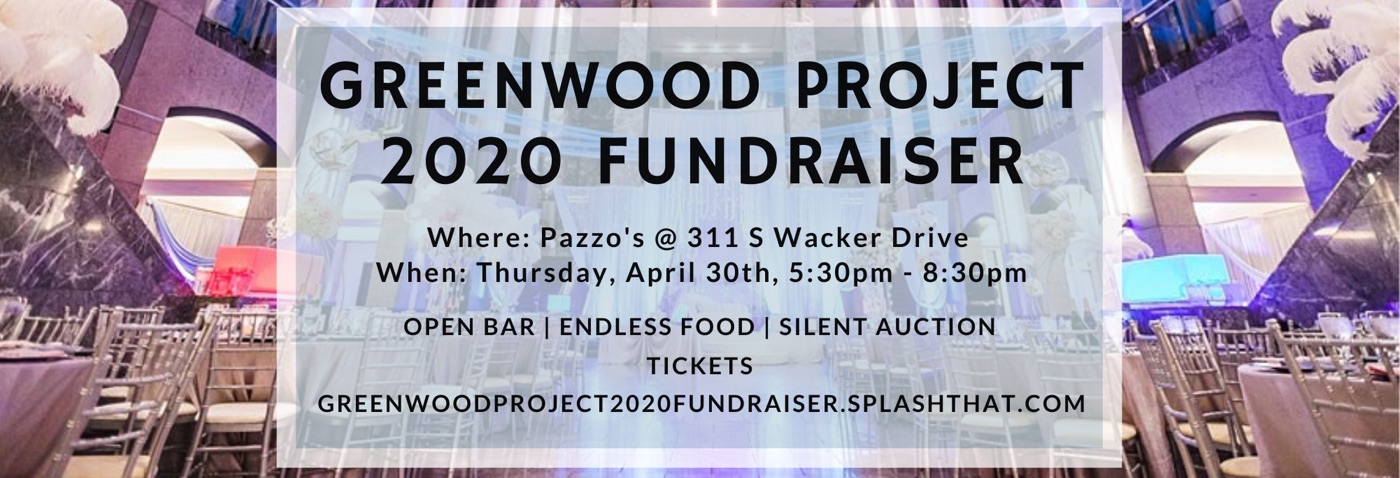 GREENWOOD PROJECT
2020 FUNDRAISER
Where: Pazzo's @ 311 S Wacker Drive
When: Thursday, April 30th, 5:30pm - 8:30pm
OPEN BAR | ENDLESS FOOD | SILENT AUCTION
TICKETS
GREENWOODPROJECT2020FUNDRAISER.SPLASHTHAT.COM